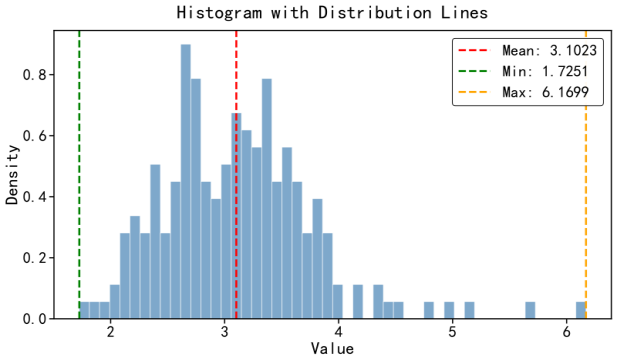 Histogram with Distribution Lines
Mean: 3.1023
Min: 1.7251
Max: 6.1699
Density
0.8
0.6
0.4
0.2
0.0
2 3 4 5 6
Value